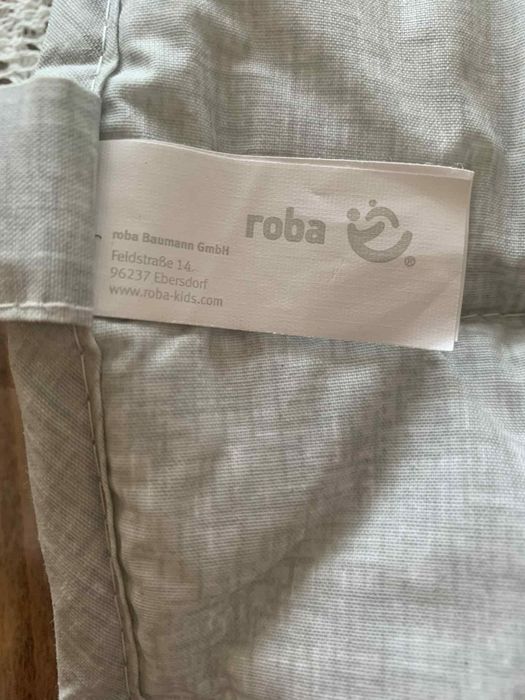 roba ®
roba Baumann GmbH
Feldstraße 14
96237 Ebersdorf
www.roba-kids.com